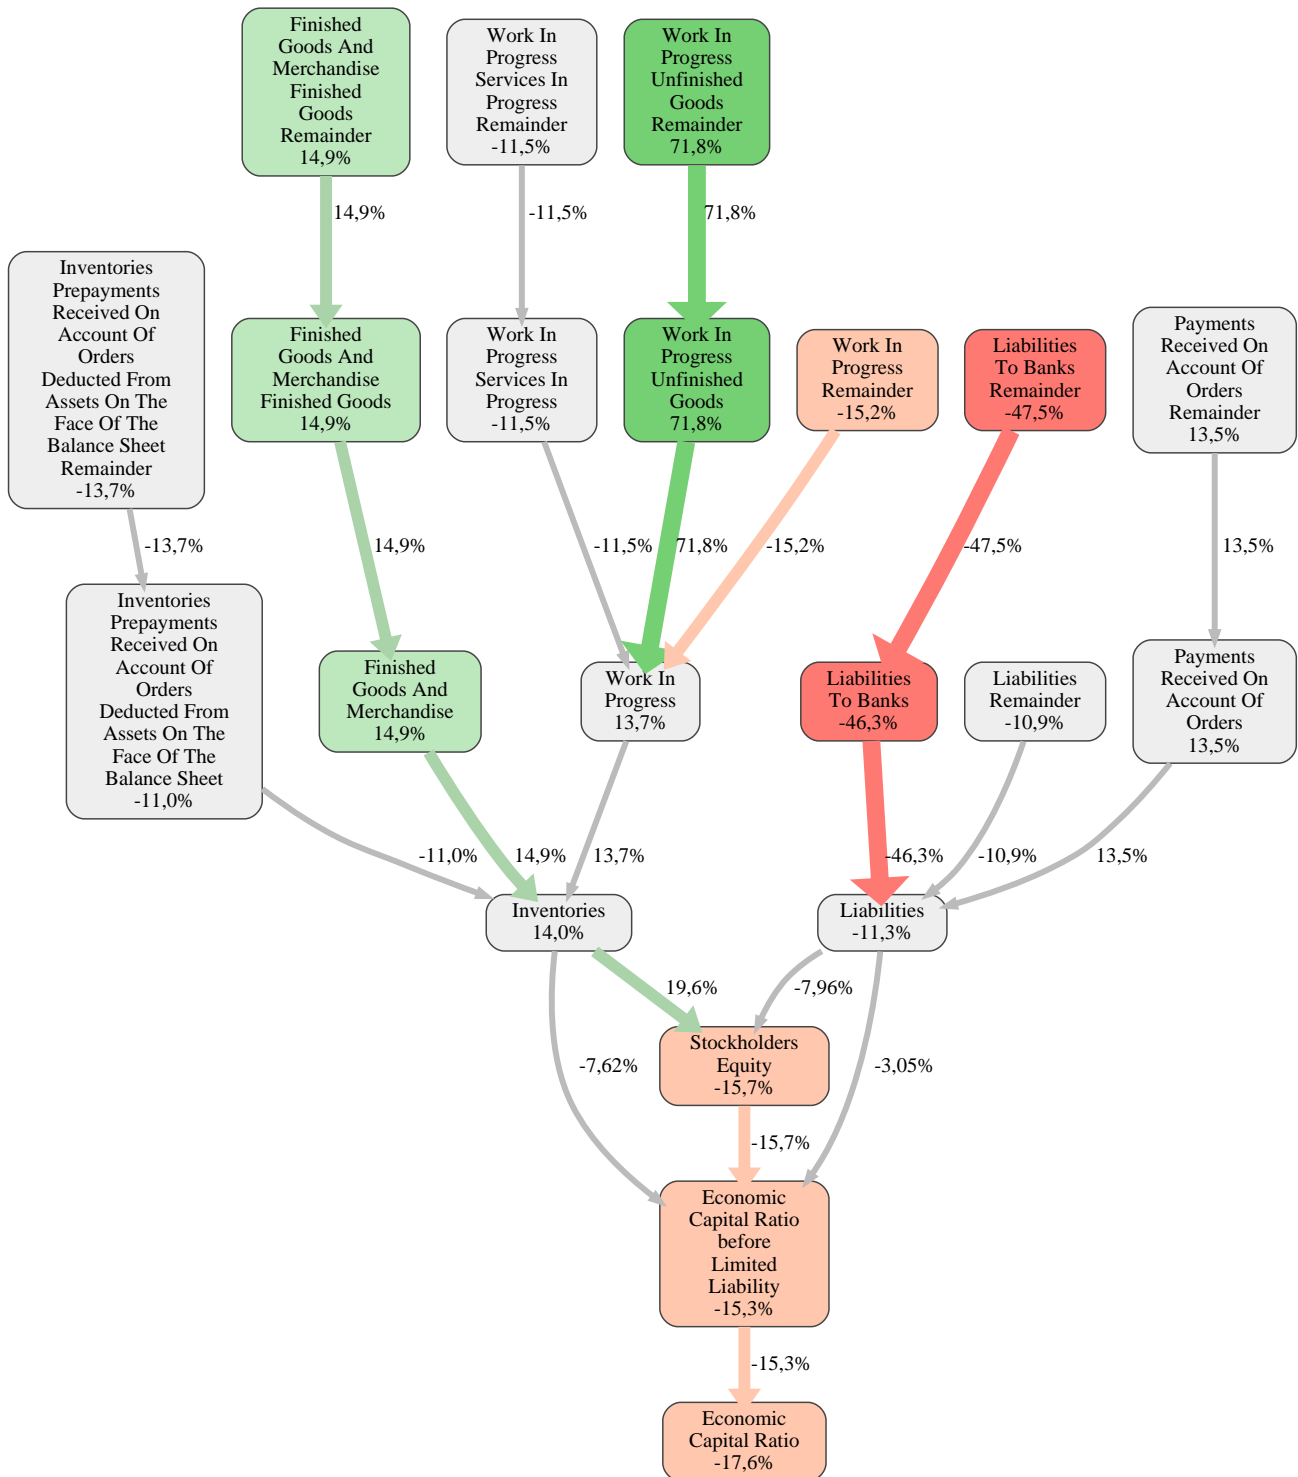 Finished
Goods And
Merchandise
Finished
Goods
Remainder
14,9%
Work In
Progress
Services In
Progress
Remainder
-11,5%
Work In
Progress
Unfinished
Goods
Remainder
71,8%
14,9%
-11,5%
71,8%
Inventories
Prepayments
Received On
Account Of
Orders
Deducted From
Assets On The
Face Of The
Balance Sheet
Remainder
-13,7%
Finished
Goods And
Merchandise
Finished Goods
14,9%
Work In
Progress
Services In
Progress
-11,5%
Work In
Progress
Unfinished
Goods
71,8%
Work In
Progress
Remainder
-15,2%
Liabilities
To Banks
Remainder
-47,5%
Payments
Received On
Account Of
Orders
Remainder
13,5%
-13,7%
14,9%
-11,5%
71,8%
-15,2%
-47,5%
13,5%
Inventories
Prepayments
Received On
Account Of
Orders
Deducted From
Assets On The
Face Of The
Balance Sheet
-11,0%
Finished
Goods And
Merchandise
14,9%
Work In
Progress
13,7%
Liabilities
To Banks
-46,3%
Liabilities
Remainder
-10,9%
Payments
Received On
Account Of
Orders
13,5%
-11,0%
14,9%
13,7%
-46,3%
-10,9%
13,5%
Inventories
14,0%
Liabilities
-11,3%
19,6%
-7,96%
-7,62%
-3,05%
Stockholders
Equity
-15,7%
-15,7%
Economic
Capital Ratio
before
Limited
Liability
-15,3%
-15,3%
Economic
Capital Ratio
-17,6%